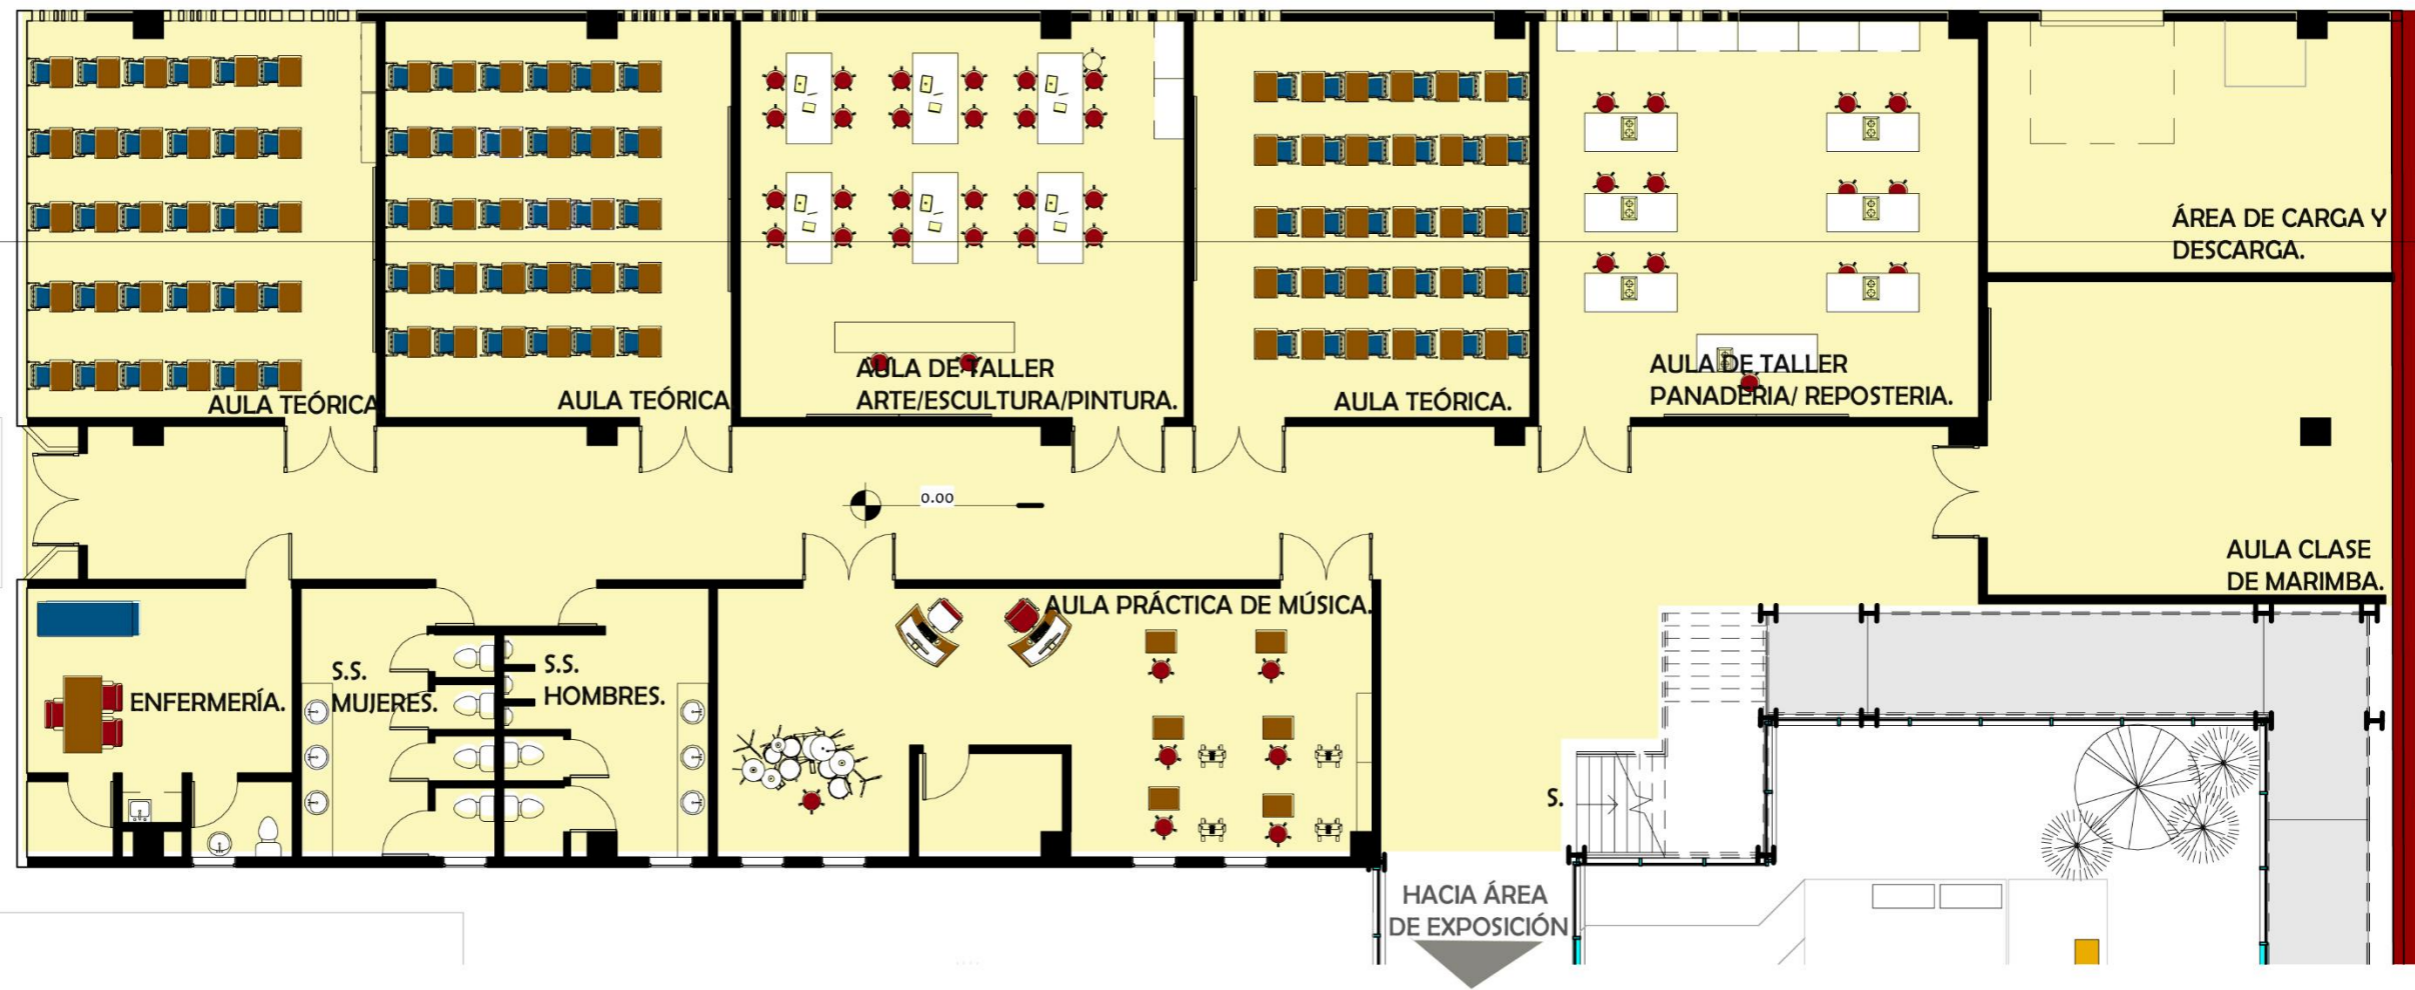 AULA TEÓRICA
AULA TEÓRICA
AULA DE TALLER
ARTE/ESCULTURA/PINTURA.
AULA TEÓRICA.
AULA DE TALLER
PANADERIA/ REPOSTERIA.
ÁREA DE CARGA Y
DESCARGA.
0.00
AULA CLASE
DE MARIMBA.
ENFERMERÍA.
S.S.
MUJERES.
S.S.
HOMBRES.
AULA PRÁCTICA DE MÚSICA.
S.
HACIA ÁREA
DE EXPOSICIÓN